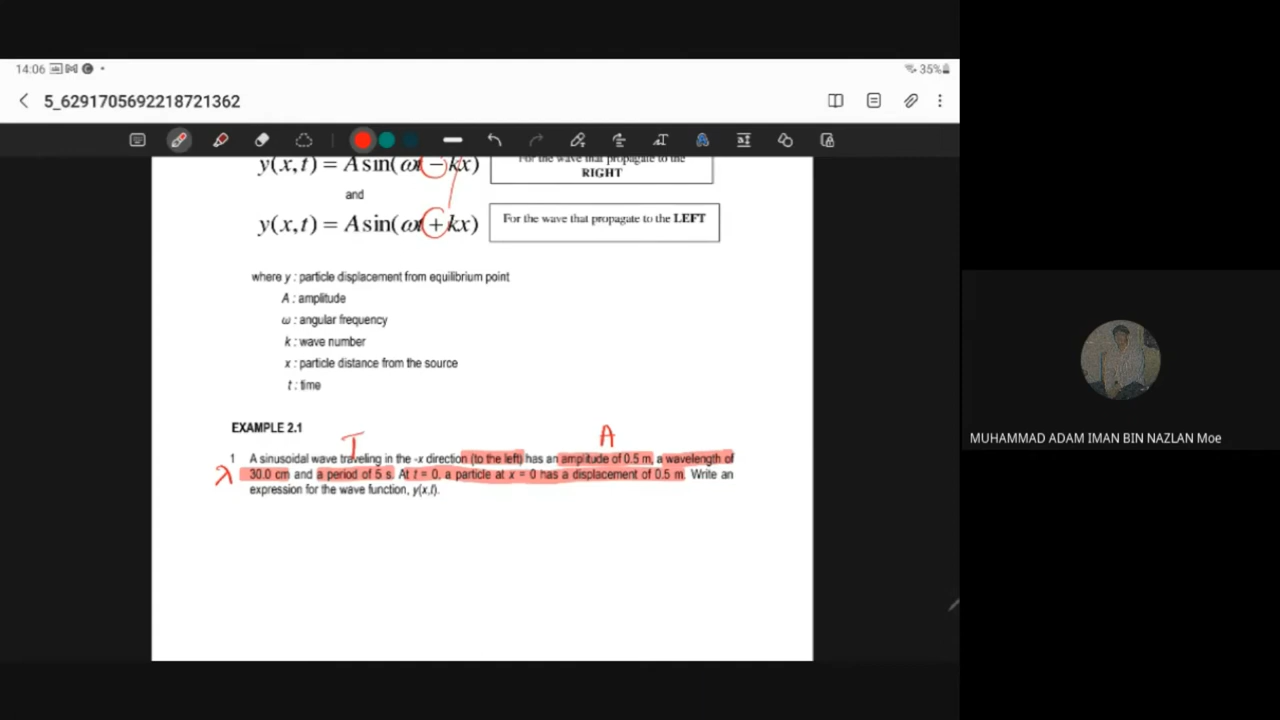 14:06
35%
5_6291705692218721362
y(x,t) = A sin(ωt − kx)
For the wave that propagate to the
RIGHT
and
y(x,t) = A sin(ωt + kx)
For the wave that propagate to the LEFT
where y : particle displacement from equilibrium point
A : amplitude
ω : angular frequency
k : wave number
x : particle distance from the source
t : time
EXAMPLE 2.1
T
A
1 A sinusoidal wave traveling in the -x direction (to the left) has an amplitude of 0.5 m, a wavelength of
λ 30.0 cm and a period of 5 s. At t = 0, a particle at x = 0 has a displacement of 0.5 m. Write an
expression for the wave function, y(x,t).
MUHAMMAD ADAM IMAN BIN NAZLAN Moe